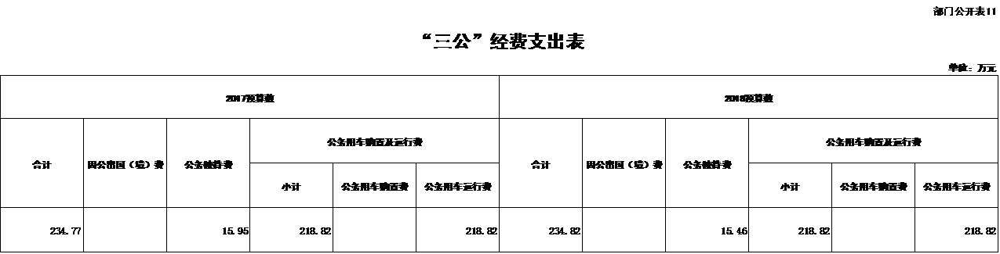 部门公开表11
“三公”经费支出表
单位：万元
2017预算数 2018预算数
合计 因公出国（境）费 公务接待费 公务用车购置及运行费 合计 因公出国（境）费 公务接待费 公务用车购置及运行费
小计 公务用车购置费 公务用车运行费 小计 公务用车购置费 公务用车运行费
234.77 15.95 218.82 218.82 234.82 15.46 218.82 218.82